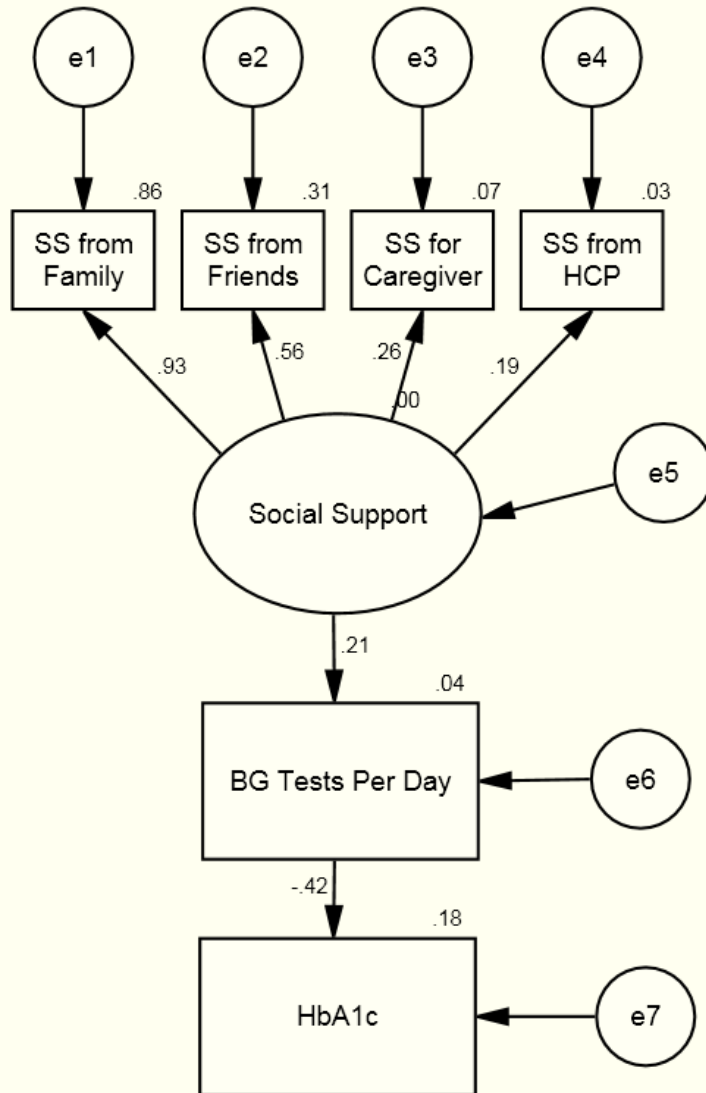 e1
e2
e3
e4
.86
.31
.07
.03
SS from
Family
SS from
Friends
SS for
Caregiver
SS from
HCP
.93
.56
.26
.19
.00
e5
Social Support
.21
.04
BG Tests Per Day
e6
-.42
.18
HbA1c
e7